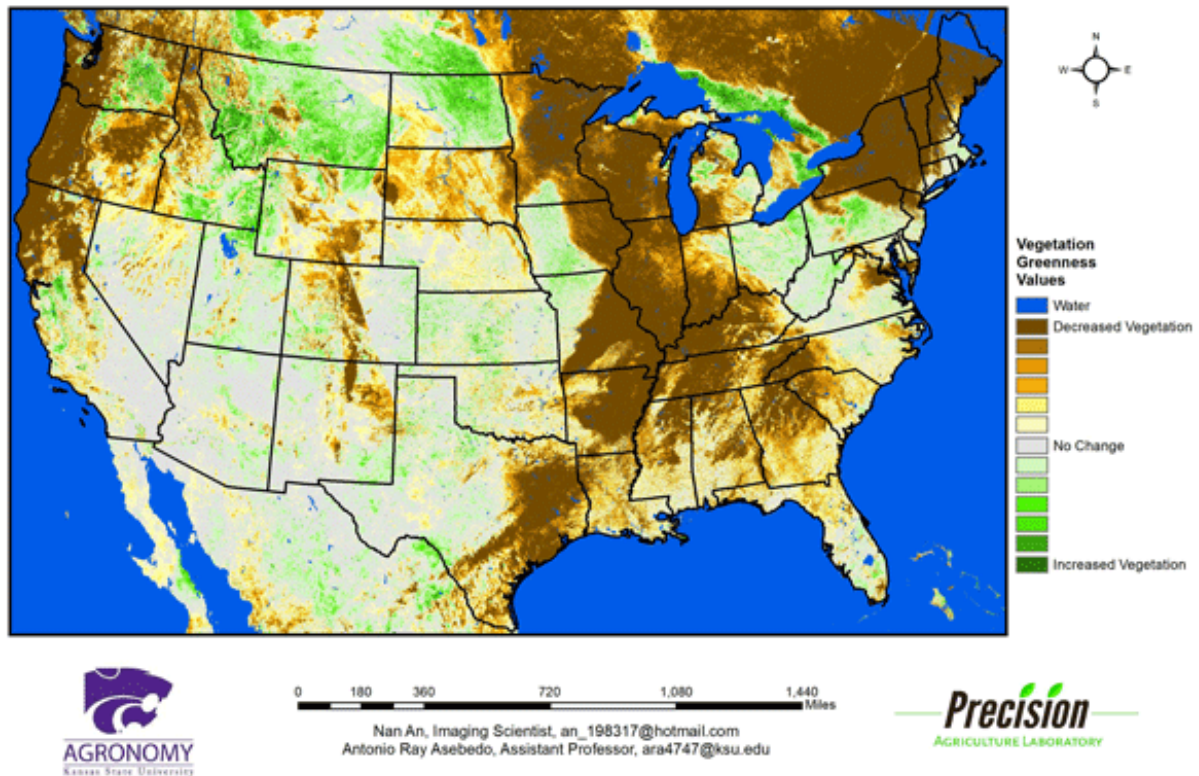 N
W
E
S
Vegetation
Greenness
Values
Water
Decreased Vegetation
No Change
Increased Vegetation
0 180 360 720 1,080 1,440
Miles
Nan An, Imaging Scientist, an_198317@hotmail.com
Antonio Ray Asebedo, Assistant Professor, ara4747@ksu.edu
AGRONOMY
Kansas State University
Precision
AGRICULTURE LABORATORY